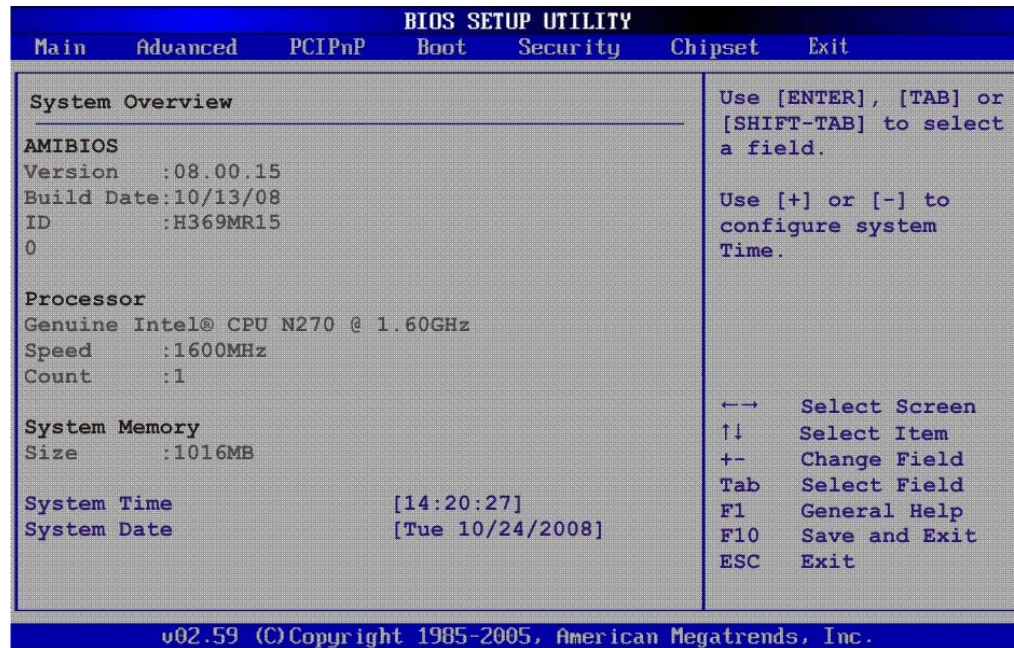 BIOS SETUP UTILITY
Main Advanced PCIPnP Boot Security Chipset Exit
System Overview
AMIBIOS
Version :08.00.15
Build Date:10/13/08
ID :H369MR15
0
Processor
Genuine Intel® CPU N270 @ 1.60GHz
Speed :1600MHz
Count :1
System Memory
Size :1016MB
System Time [14:20:27]
System Date [Tue 10/24/2008]
Use [ENTER], [TAB] or
[SHIFT-TAB] to select
a field.
Use [+] or [-] to
configure system
Time.
←→ Select Screen
↑↓ Select Item
+- Change Field
Tab Select Field
F1 General Help
F10 Save and Exit
ESC Exit
v02.59 (C)Copyright 1985-2005, American Megatrends, Inc.